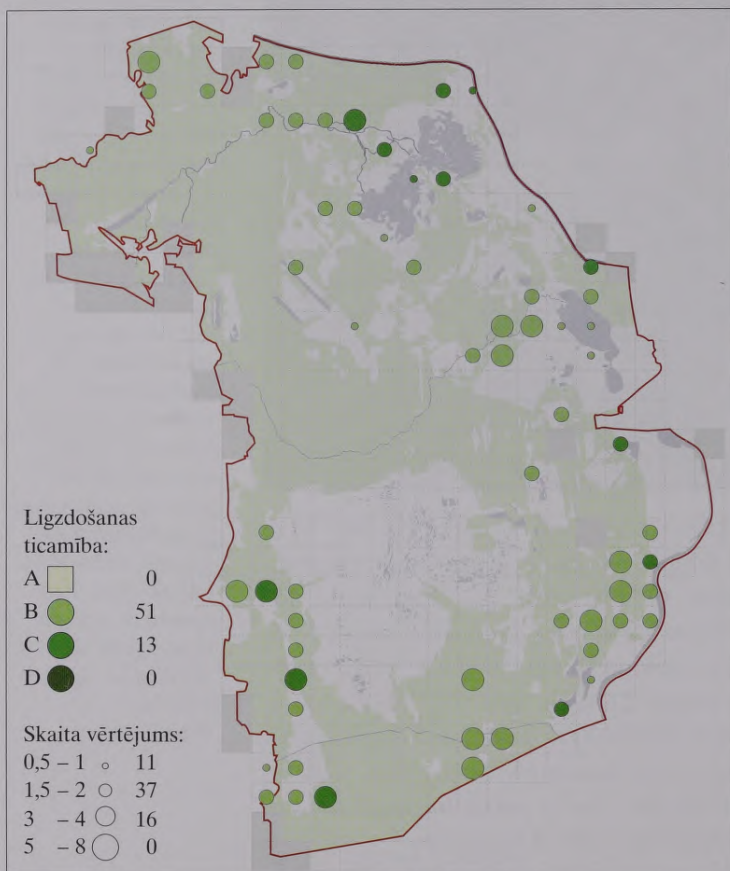 Ligzdošanas
ticamība:
A 0
B 51
C 13
D 0
Skaita vērtējums:
0,5 – 1 11
1,5 – 2 37
3 – 4 16
5 – 8 0